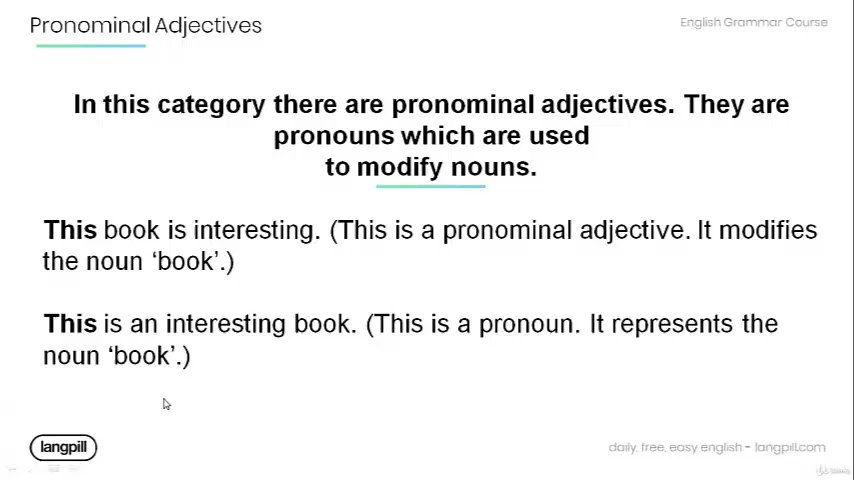 Pronominal Adjectives
English Grammar Course
In this category there are pronominal adjectives. They are
pronouns which are used
to modify nouns.
This book is interesting. (This is a pronominal adjective. It modifies
the noun ‘book’.)
This is an interesting book. (This is a pronoun. It represents the
noun ‘book’.)
langpill
daily, free, easy english - langpill.com